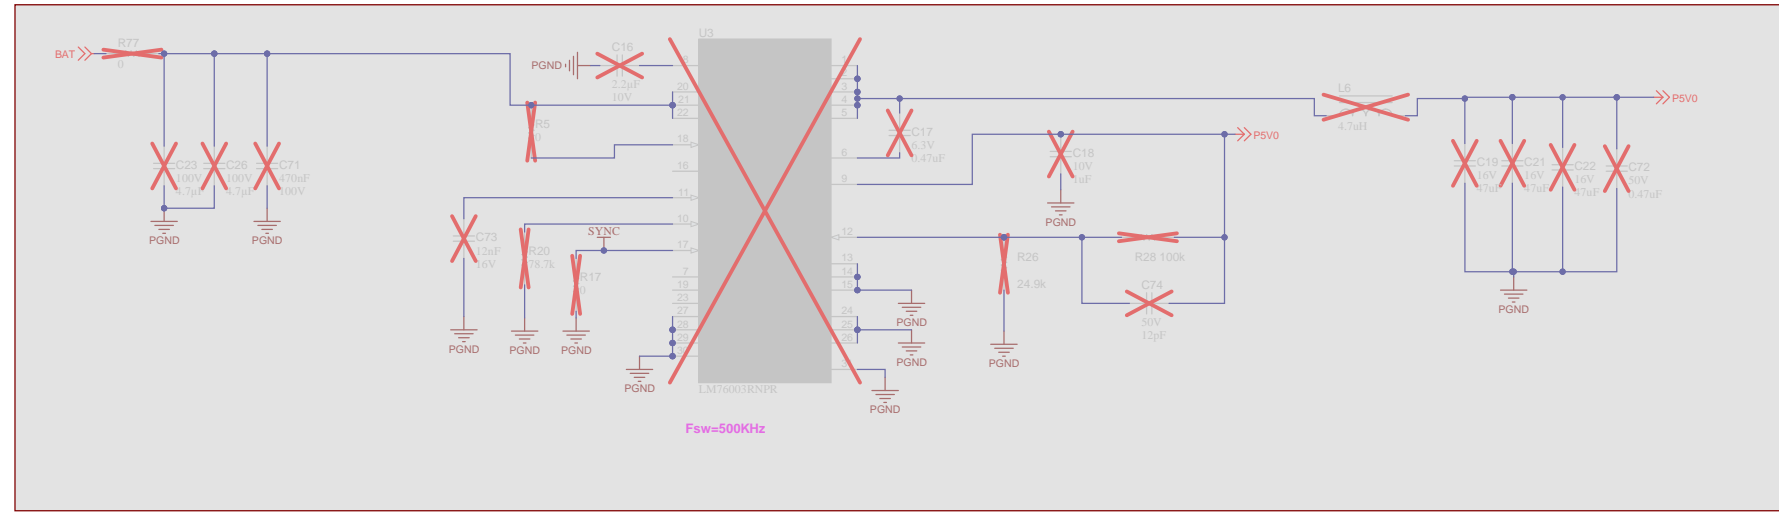 BAT
R77
0
C23
100V
4.7uF
C26
100V
4.7uF
C71
470nF
100V
PGND
PGND
PGND
C16
2.2µF
10V
R5
0
C73
12nF
16V
PGND
R20
78.7k
PGND
SYNC
R17
0
PGND
PGND
U3
20
21
22
18
16
11
10
17
7
19
23
27
28
29
3
4
5
6
9
12
13
14
15
24
25
26
LM76003RNPR
Fsw=500KHz
C17
6.3V
0.47uF
C18
10V
1uF
PGND
P5V0
R26
24.9k
PGND
R28 100k
C74
50V
12pF
PGND
PGND
PGND
L6
4.7uH
P5V0
C19
16V
47uF
C21
16V
47uF
C22
16V
47uF
C72
50V
0.47uF
PGND